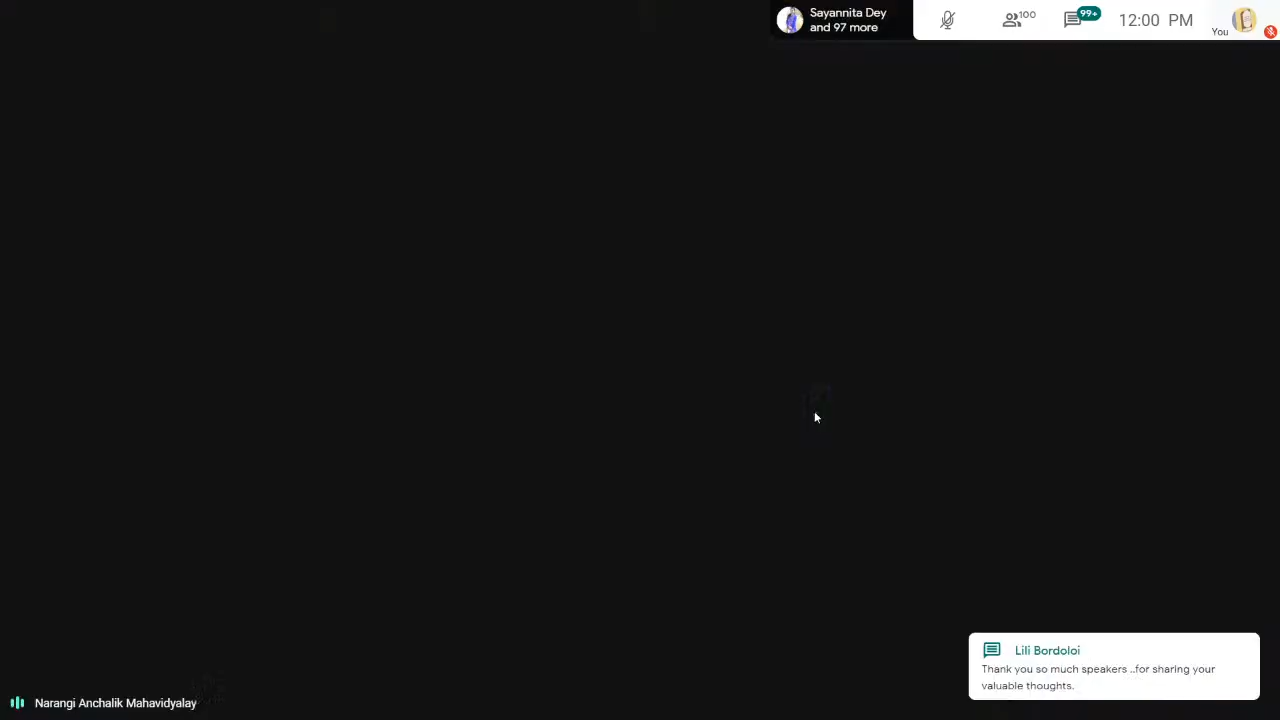 Sayannita Dey
and 97 more
100
99+
12:00 PM
You
Lili Bordoloi
Thank you so much speakers ..for sharing your
valuable thoughts.
Narangi Anchalik Mahavidyalay